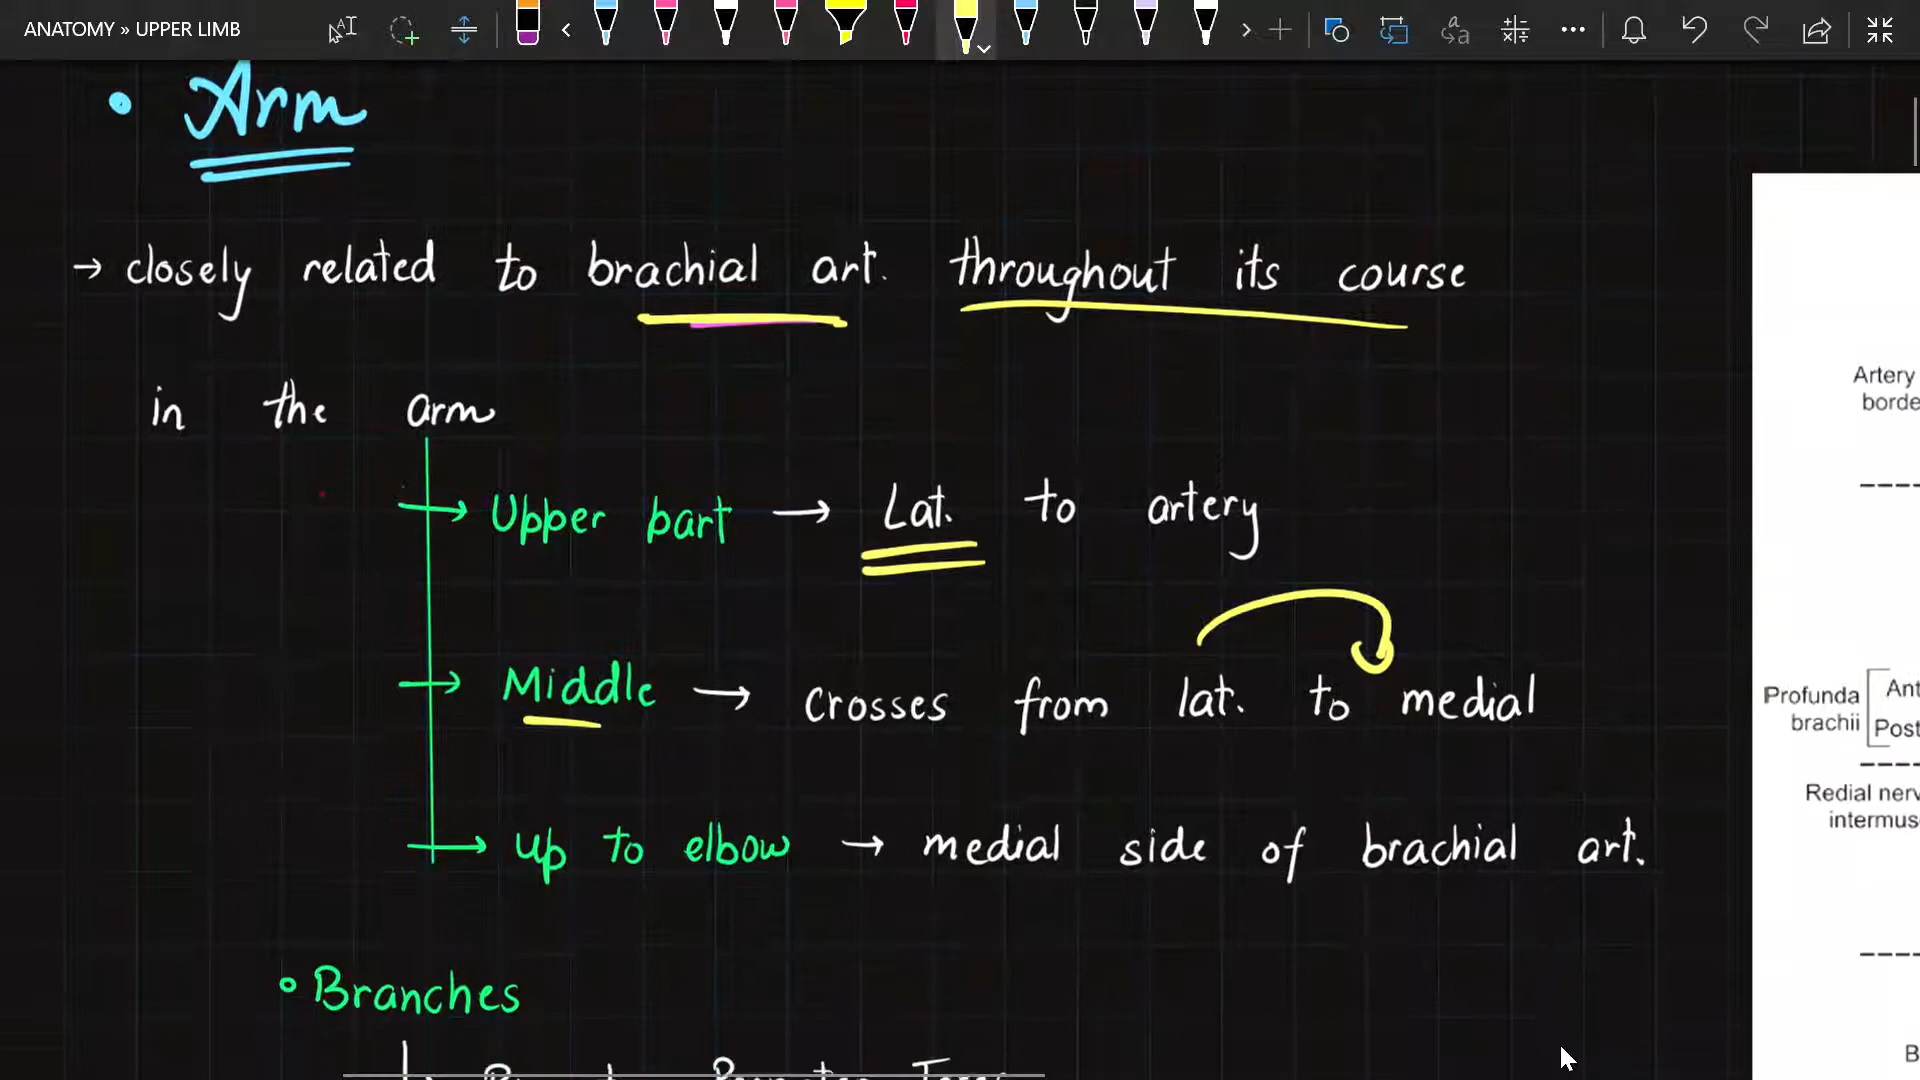 ANATOMY » UPPER LIMB
• Arm
→ closely related to brachial art. throughout its course
in the arm
→ Upper bart → Lat. to artery
→ Middle → crosses from lat. to medial
→ up to elbow → medial side of brachial art.
• Branches
Artery
borde
Profunda
brachii
Ant
Post
Redial nerv
intermus
B